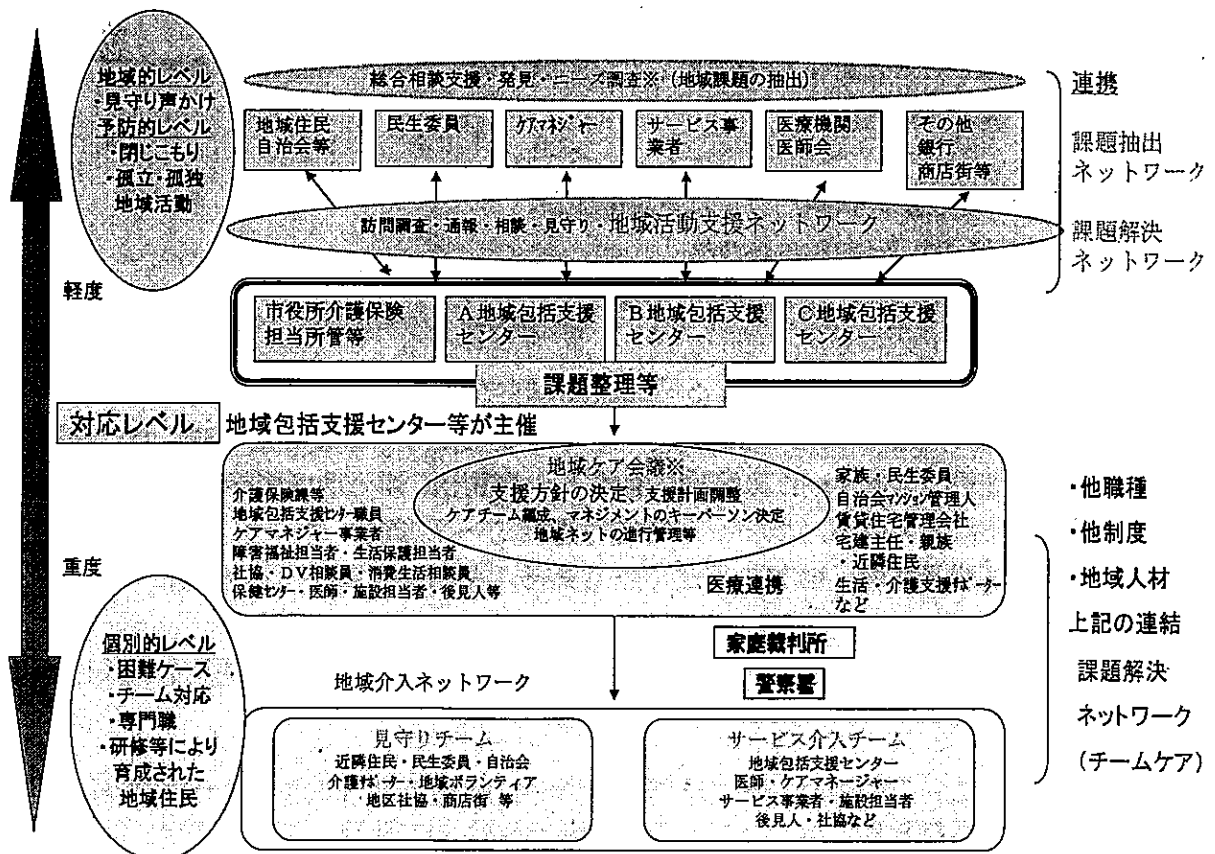 地域的レベル
・見守り声かけ
予防的レベル
・閉じこもり
・孤立・孤独
地域活動
総合相談支援・発見・ニーズ調査※(地域課題の抽出)
地域住民
自治会等
民生委員
ケアマネジャー
サービス事
業者
医療機関
医師会
その他
銀行
商店街等
連携
課題抽出
ネットワーク
訪問調査・通報・相談・見守り・地域活動支援ネットワーク
課題解決
ネットワーク
軽度
市役所介護保険
担当所管等
A地域包括支援
センター
B地域包括支援
センター
C地域包括支援
センター
課題整理等
対応レベル
地域包括支援センター等が主催
地域ケア会議※
支援方針の決定、支援計画調整
ケアチーム編成、マネジメントのキーパーソン決定
地域ネットの進行管理等
介護保険課等
地域包括支援センター職員
ケアマネジャー事業者
障害福祉担当者・生活保護担当者
社協・DV相談員・消費生活相談員
保健センター・医師・施設担当者・後見人等
医療連携
家族・民生委員
自治会マンション管理人
賃貸住宅管理会社
宅建主任・親族
・近隣住民
生活・介護支援サポーター
など
重度
・他職種
・他制度
・地域人材
上記の連結
課題解決
ネットワーク
(チームケア)
家庭裁判所
警察署
個別的レベル
・困難ケース
・チーム対応
・専門職
・研修等により
育成された
地域住民
地域介入ネットワーク
見守りチーム
近隣住民・民生委員・自治会
介護サポーター・地域ボランティア
地区社協・商店街 等
サービス介入チーム
地域包括支援センター
医師・ケアマネージャー
サービス事業者・施設担当者
後見人・社協など